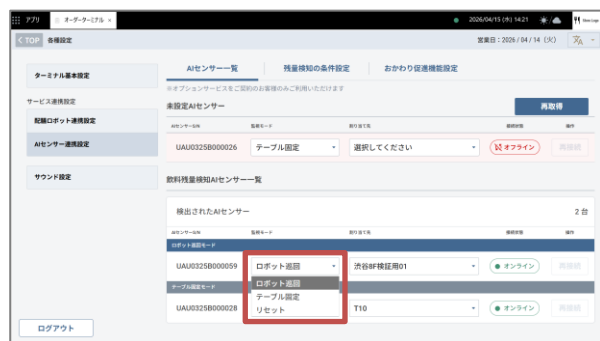 アプリ オーダーターミナル × 2026/04/15 (水) 14:21
< TOP 各種設定 営業日:2026 / 04 / 14 (火)
AIセンサー一覧 残量検知の条件設定 おかわり促進機能設定
ターミナル基本設定
※オプションサービスをご契約のお客様のみご利用いただけます
サービス連携設定
未設定AIセンサー 再取得
配膳ロボット連携設定
AIセンサーS/N 監視モード 割り当て先 接続状態 操作
AIセンサー連携設定
UAU0325B000026 テーブル固定 選択してください オフライン 再接続
サウンド設定
飲料残量検知AIセンサー一覧
検出されたAIセンサー 2 台
AIセンサーS/N 監視モード 割り当て先 接続状態 操作
ロボット巡回モード
UAU0325B000059 ロボット巡回 渋谷8F検証用01 オンライン 再接続
ロボット巡回
テーブル固定モード
テーブル固定
UAU0325B000028 リセット T10 オンライン 再接続
ログアウト